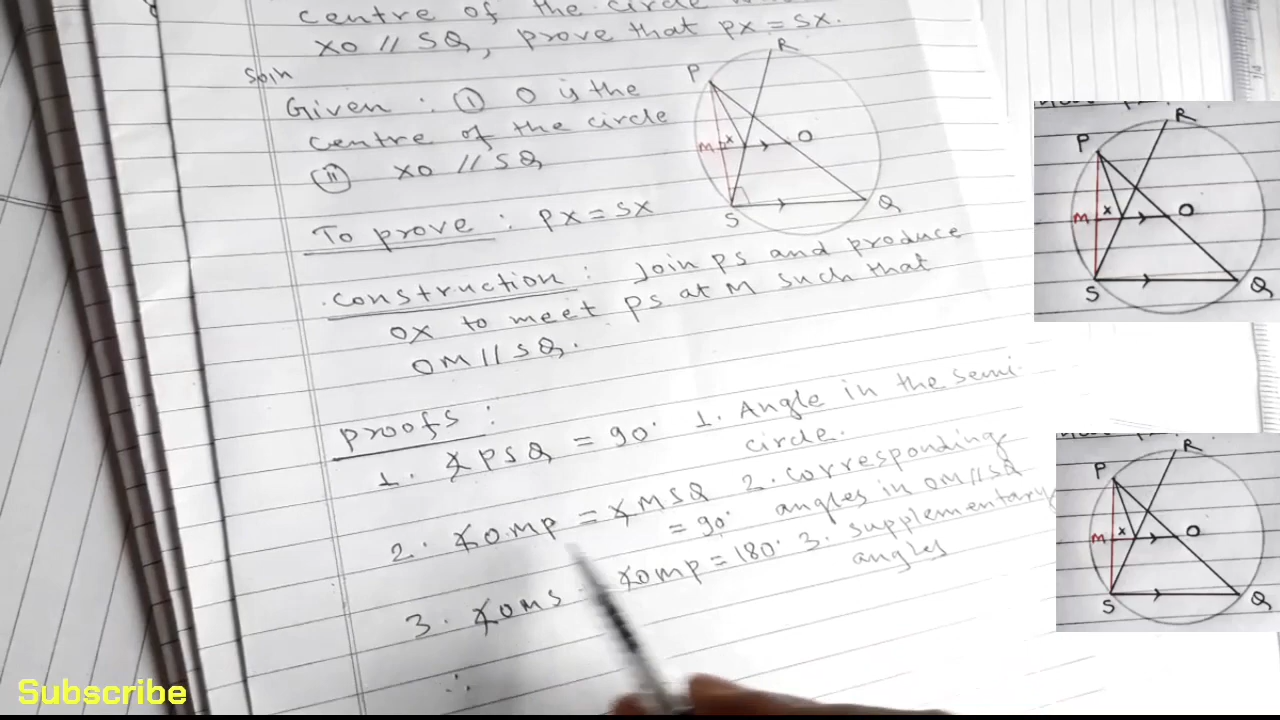 centre of the circle
XO // SQ, prove that PX = SX.
Soln
Given : (i) O is the
centre of the circle
(ii) XO // SQ
To prove : PX = SX
Construction : Join PS and produce
OX to meet PS at M such that
OM // SQ.
Proofs :
1. ∡PSQ = 90° 1. Angle in the semi-
circle.
2. ∡OMP = ∡MSQ 2. Corresponding
= 90° angles in OM//SQ
3. ∡OMS ∡OMP = 180° 3. Supplementary
angles
∴
P
R
M
X
O
S
Q
P
R
M
X
O
S
Q
P
R
M
X
O
S
Q
Subscribe